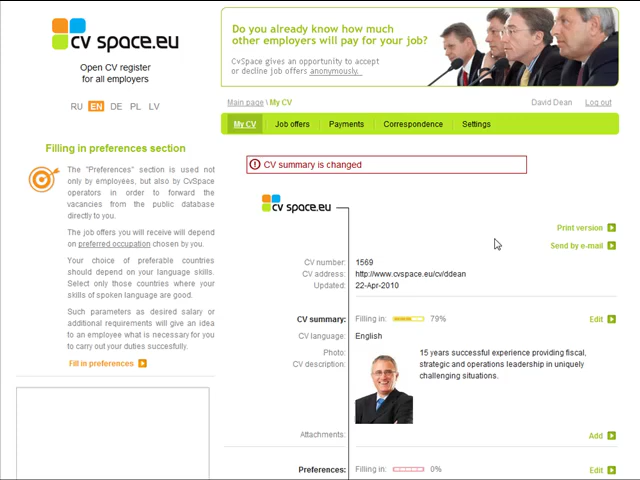 cv space.eu
Open CV register
for all employers
RU EN DE PL LV
Do you already know how much
other employers will pay for your job?
CvSpace gives an opportunity to accept
or decline job offers anonymously.
Main page \ My CV
David Dean
Log out
My CV
Job offers
Payments
Correspondence
Settings
Filling in preferences section
The "Preferences" section is used not
only by employees, but also by CvSpace
operators in order to forward the
vacancies from the public database
directly to you.
The job offers you will receive will depend
on preferred occupation chosen by you.
Your choice of preferable countries
should depend on your language skills.
Select only those countries where your
skills of spoken language are good.
Such parameters as desired salary or
additional requirements will give an idea
to an employee what is necessary for you
to carry out your duties succesfully.
Fill in preferences
CV summary is changed
cv space.eu
Print version
Send by e-mail
CV number: 1569
CV address: http://www.cvspace.eu/cv/ddean
Updated: 22-Apr-2010
CV summary: Filling in: 79% Edit
CV language: English
Photo:
CV description:
15 years successful experience providing fiscal,
strategic and operations leadership in uniquely
challenging situations.
Attachments: Add
Preferences: Filling in: 0% Edit